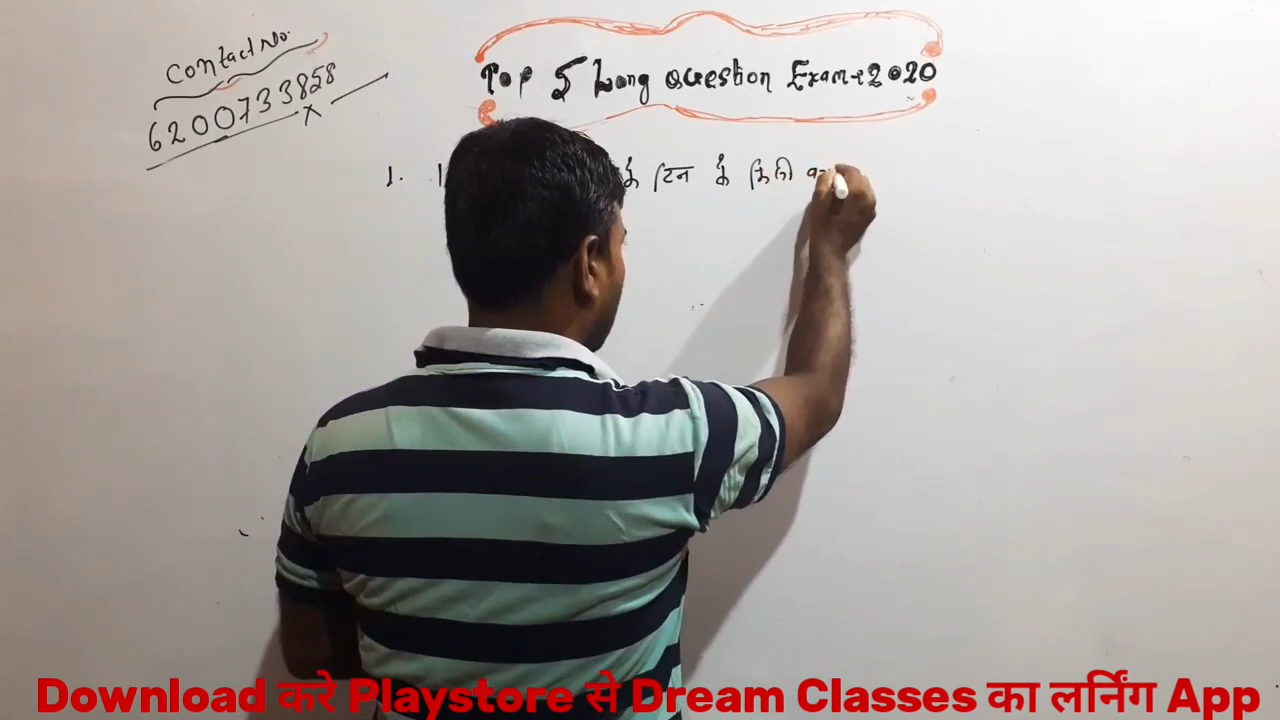 Contact No.
6200733858
Top 5 Long Question Exam-2020
1. के टिन के किसी
Download करे Playstore से Dream Classes का लर्निंग App